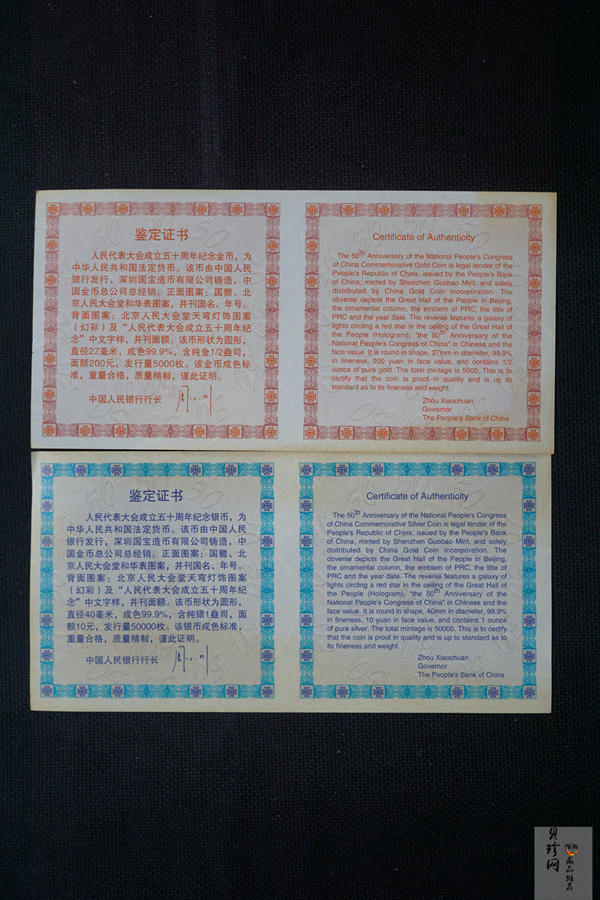 鉴定证书
人民代表大会成立五十周年纪念金币，为
中华人民共和国法定货币。该币由中国人民
银行发行，深圳国宝造币有限公司铸造，中
国金币总公司总经销。正面图案：国徽、北
京人民大会堂和华表图案，并刊国名、年号。
背面图案：北京人民大会堂天穹灯饰图案
（幻彩）及“人民代表大会成立五十周年纪
念”中文字样，并刊面额。该币形状为圆形，
直径27毫米，成色99.9%，含纯金1/2盎司，
面额200元，发行量5000枚。该金币成色标
准，重量合格，质量精制，谨此证明。
中国人民银行行长
Certificate of Authenticity
The 50th Anniversary of the National People's Congress
of China Commemorative Gold Coin is legal tender of the
People's Republic of China, issued by the People's Bank
of China, minted by Shenzhen Guobao Mint, and solely
distributed by China Gold Coin Incorporation. The
obverse depicts the Great Hall of the People in Beijing,
the ornamental column, the emblem of PRC, the title of
PRC and the year date. The reverse features a galaxy of
lights circling a red star in the ceiling of the Great Hall of
the People (Hologram), "the 50th Anniversary of the
National People's Congress of China" in Chinese and the
face value. It is round in shape, 27mm in diameter, 99.9%
in fineness, 200 yuan in face value, and contains 1/2
ounce of pure gold. The total mintage is 5000. This is to
certify that the coin is proof in quality and is up to
standard as to its fineness and weight.
Zhou Xiaochuan
Governor
The People's Bank of China
鉴定证书
人民代表大会成立五十周年纪念银币，为
中华人民共和国法定货币。该币由中国人民
银行发行，深圳国宝造币有限公司铸造，中
国金币总公司总经销。正面图案：国徽、北
京人民大会堂和华表图案，并刊国名、年号。
背面图案：北京人民大会堂天穹灯饰图案
（幻彩）及“人民代表大会成立五十周年纪
念”中文字样，并刊面额。该币形状为圆形，
直径40毫米，成色99.9%，含纯银1盎司，面
额10元，发行量50000枚。该银币成色标准，
重量合格，质量精制，谨此证明。
中国人民银行行长
Certificate of Authenticity
The 50th Anniversary of the National People's Congress
of China Commemorative Silver Coin is legal tender of the
People's Republic of China, issued by the People's Bank
of China, minted by Shenzhen Guobao Mint, and solely
distributed by China Gold Coin Incorporation. The
obverse depicts the Great Hall of the People in Beijing,
the ornamental column, the emblem of PRC, the title of
PRC and the year date. The reverse features a galaxy of
lights circling a red star in the ceiling of the Great Hall of
the People (Hologram), "the 50th Anniversary of the
National People's Congress of China" in Chinese and the
face value. It is round in shape, 40mm in diameter, 99.9%
in fineness, 10 yuan in face value, and contains 1 ounce
of pure silver. The total mintage is 50000. This is to certify
that the coin is proof in quality and is up to standard as to
its fineness and weight.
Zhou Xiaochuan
Governor
The People's Bank of China
贝珍网
藏品推荐